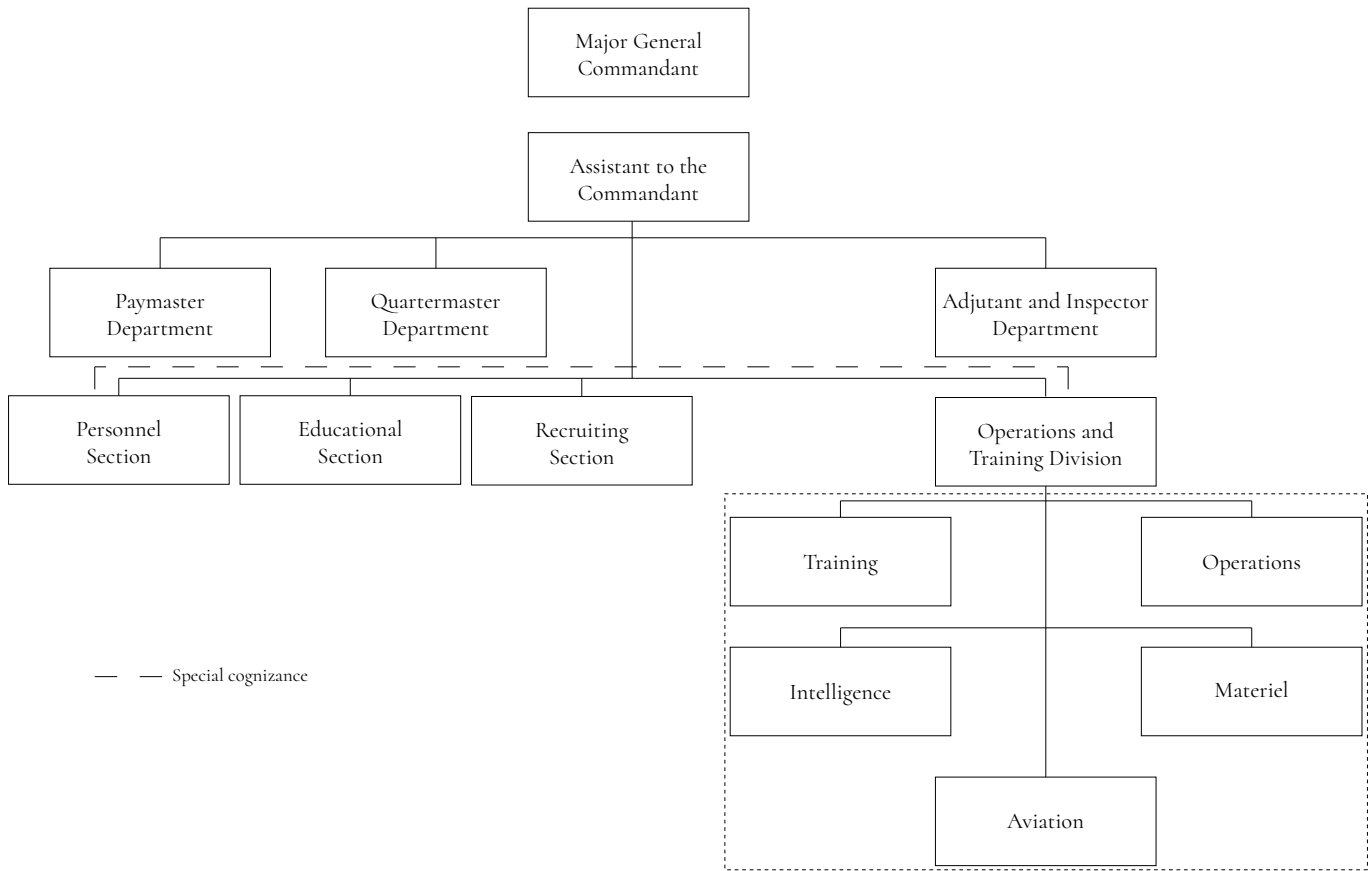 Major General
Commandant
Assistant to the
Commandant
Paymaster
Department
Quartermaster
Department
Adjutant and Inspector
Department
Personnel
Section
Educational
Section
Recruiting
Section
Operations and
Training Division
Training
Operations
Intelligence
Materiel
Aviation
Special cognizance